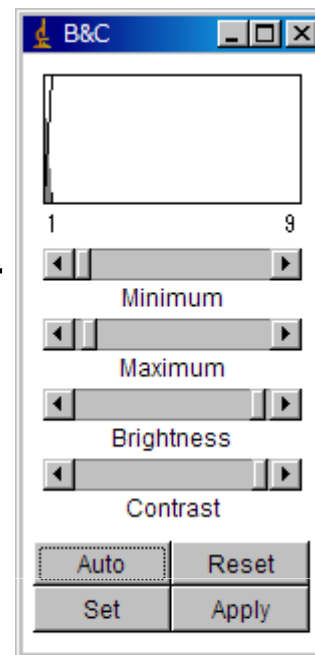 B&C
1 9
Minimum
Maximum
Brightness
Contrast
Auto Reset
Set Apply